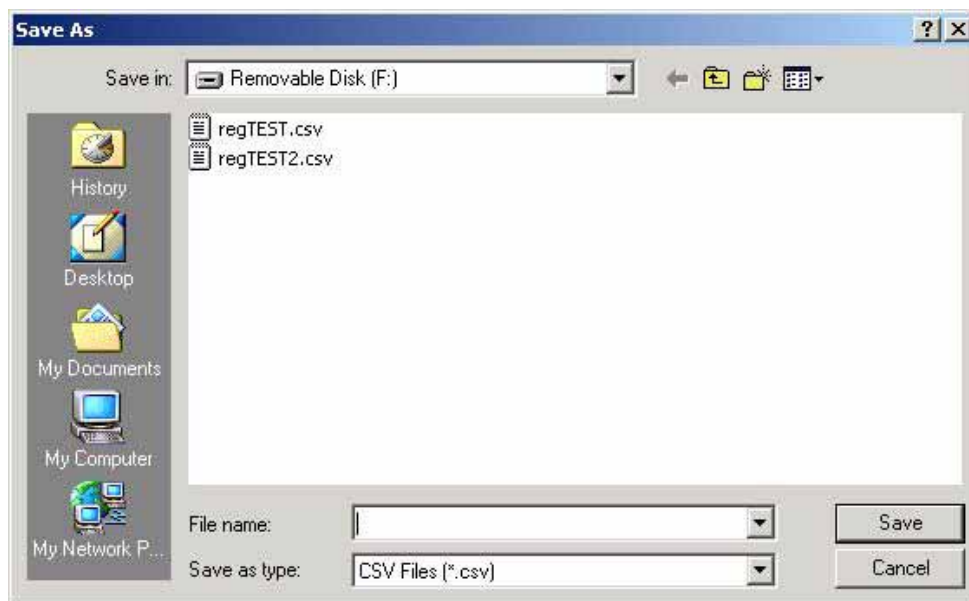 Save As
Save in: Removable Disk (F:)
regTEST.csv
regTEST2.csv
History
Desktop
My Documents
My Computer
My Network P...
File name:
Save
Save as type: CSV Files (*.csv)
Cancel